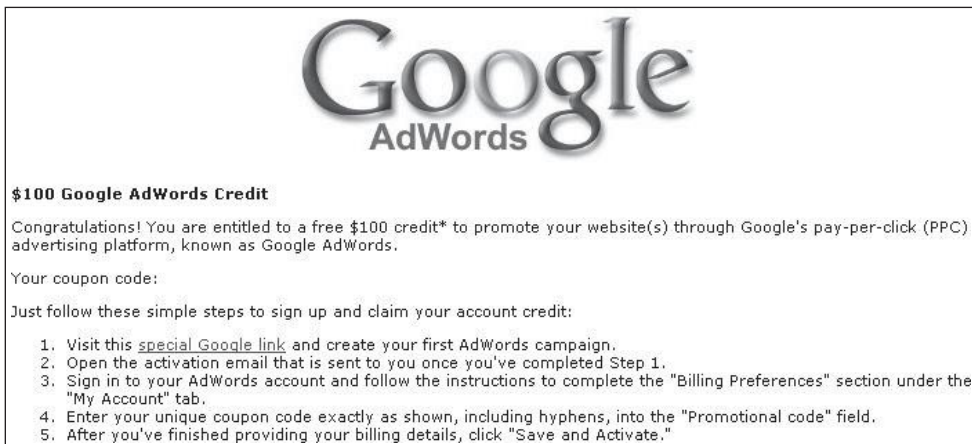 Google
AdWords
$100 Google AdWords Credit
Congratulations! You are entitled to a free $100 credit* to promote your website(s) through Google's pay-per-click (PPC)
advertising platform, known as Google AdWords.
Your coupon code:
Just follow these simple steps to sign up and claim your account credit:
1. Visit this special Google link and create your first AdWords campaign.
2. Open the activation email that is sent to you once you've completed Step 1.
3. Sign in to your AdWords account and follow the instructions to complete the "Billing Preferences" section under the
"My Account" tab.
4. Enter your unique coupon code exactly as shown, including hyphens, into the "Promotional code" field.
5. After you've finished providing your billing details, click "Save and Activate."